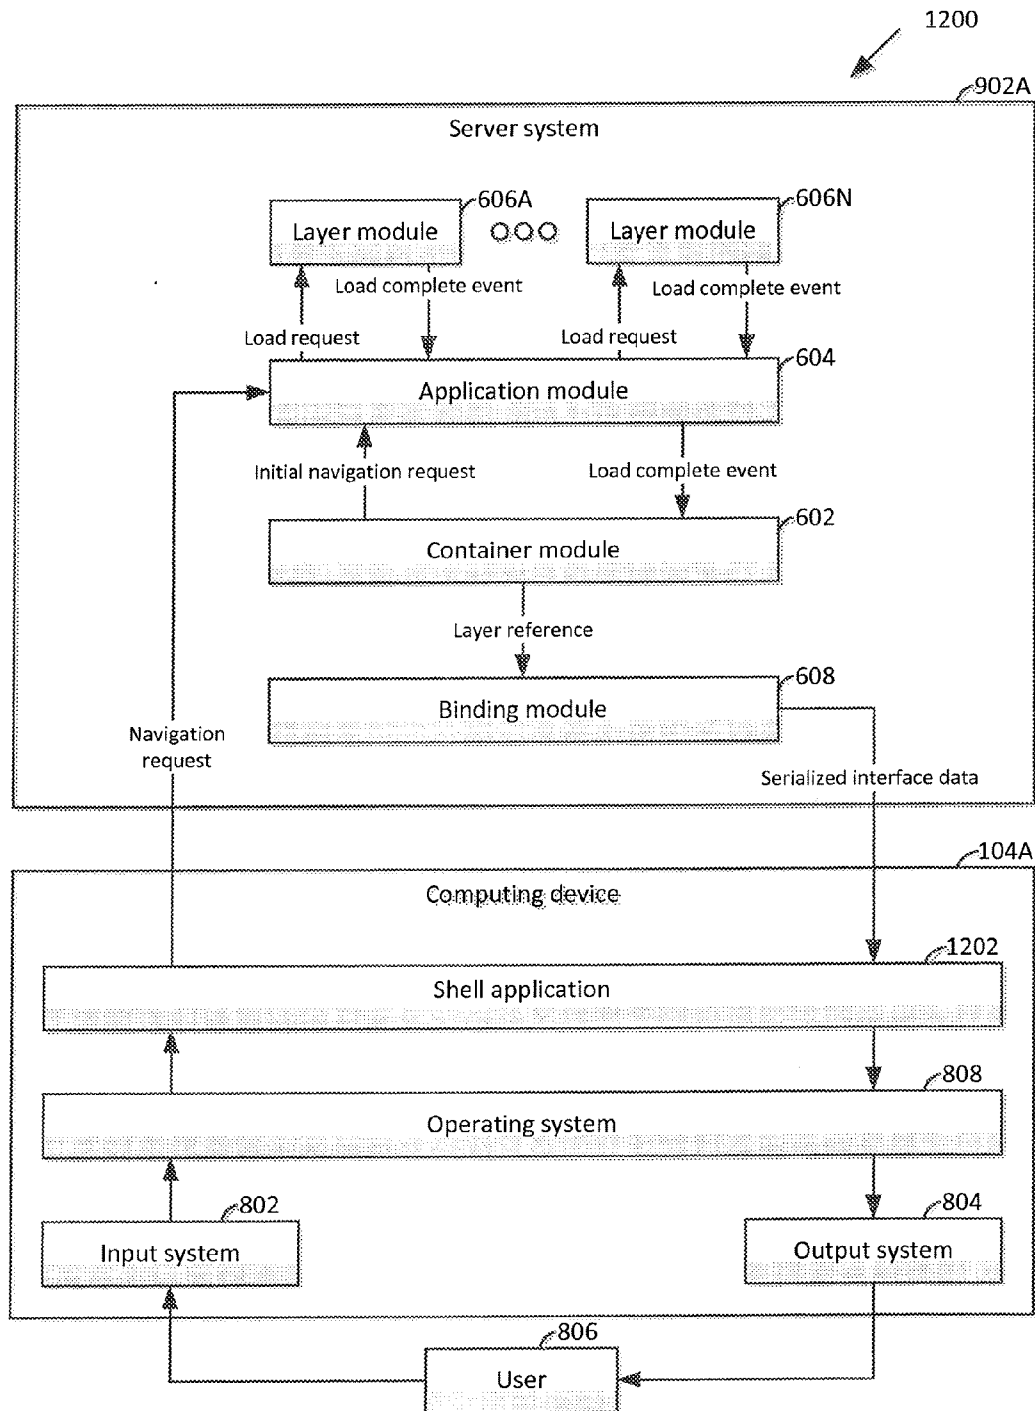 1200
902A
Server system
606A
606N
Layer module
Layer module
Load complete event
Load complete event
Load request
Load request
604
Application module
Initial navigation request
Load complete event
602
Container module
Layer reference
608
Binding module
Navigation
request
Serialized interface data
104A
Computing device
1202
Shell application
808
Operating system
802
804
Input system
Output system
806
User